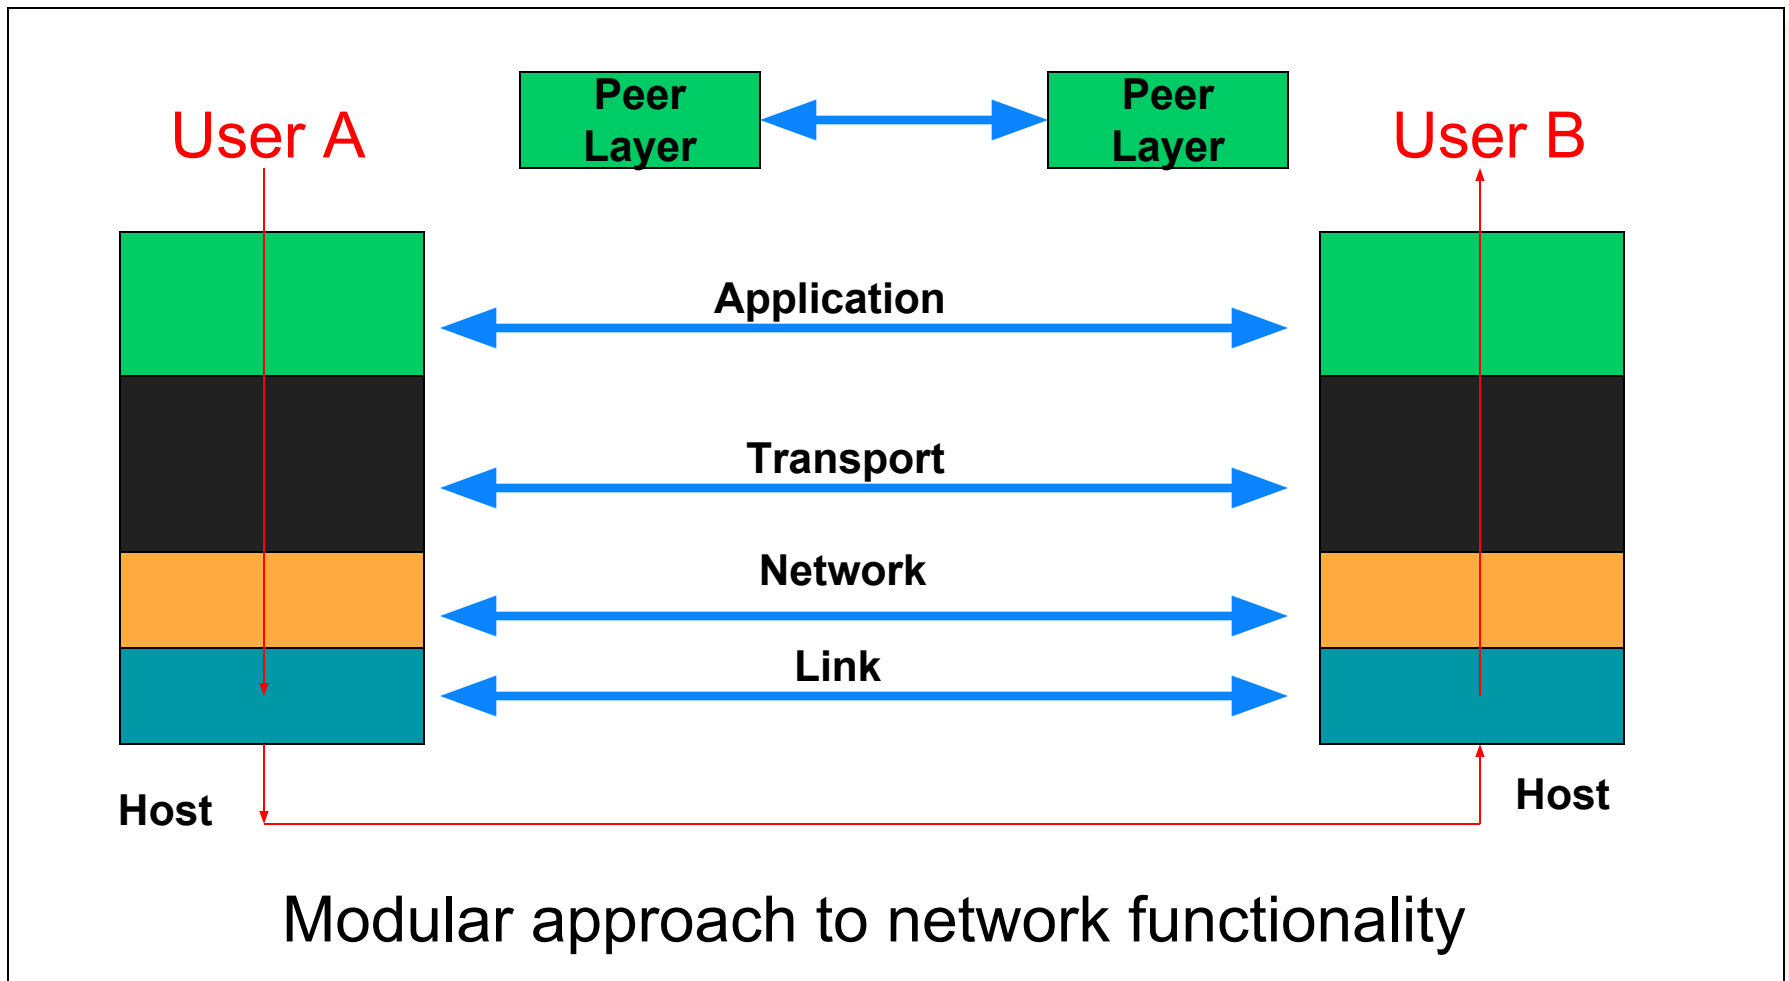 Peer
Layer
Peer
Layer
User A
User B
Application
Transport
Network
Link
Host
Host
Modular approach to network functionality